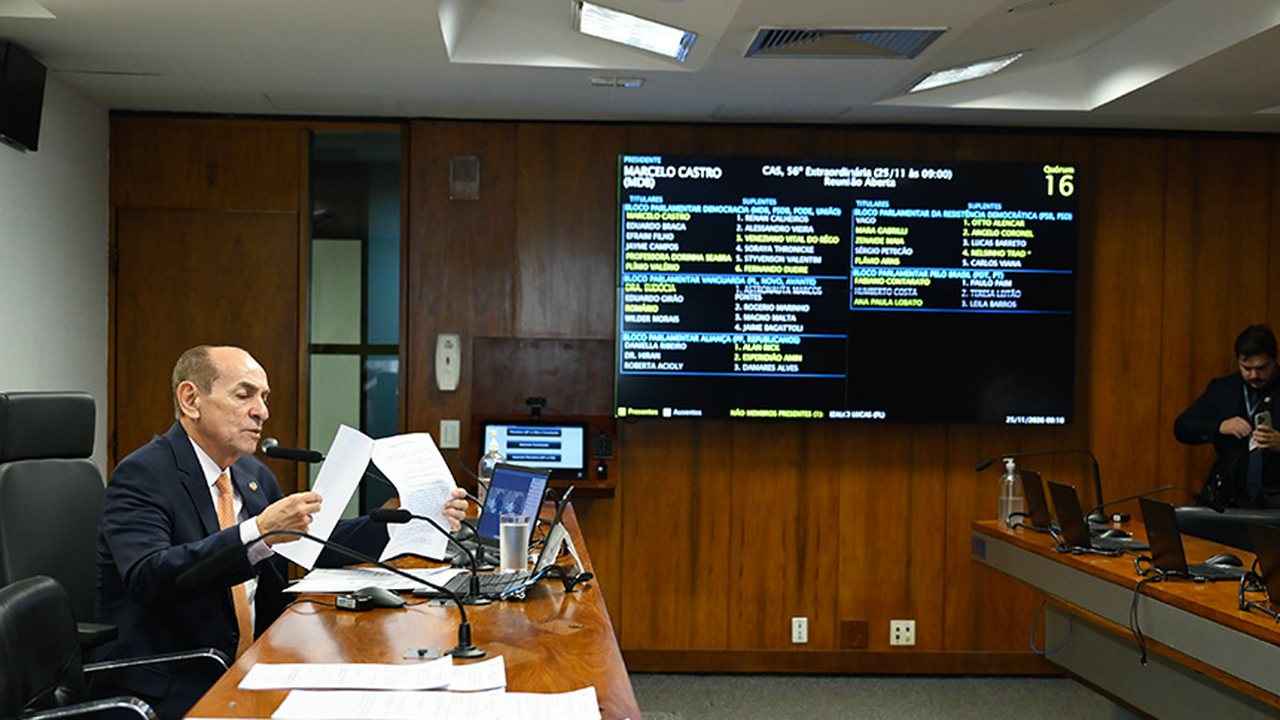 PRESIDENTE
MARCELO CASTRO
(MDB)
CAS, 56ª Extraordinária (25/11 às 09:00)
Reunião Aberta
Quórum
16
TITULARES
SUPLENTES
BLOCO PARLAMENTAR DEMOCRACIA (MDB, PSDB, PODE, UNIÃO)
MARCELO CASTRO
1. RENAN CALHEIROS
EDUARDO BRAGA
2. ALESSANDRO VIEIRA
EFRAIM FILHO
3. VENEZIANO VITAL DO RÊGO
JAYME CAMPOS
4. SORAYA THRONICKE
PROFESSORA DORINHA SEABRA
5. STYVENSON VALENTIM
PLÍNIO VALÉRIO
6. FERNANDO DUEIRE
BLOCO PARLAMENTAR VANGUARDA (PL, NOVO, AVANTE)
DRA. EUDÓCIA
1. ASTRONAUTA MARCOS
PONTES
EDUARDO GIRÃO
2. ROGERIO MARINHO
ROMÁRIO
3. MAGNO MALTA
WILDER MORAIS
4. JAIME BAGATTOLI
BLOCO PARLAMENTAR ALIANÇA (PP, REPUBLICANOS)
DANIELLA RIBEIRO
1. ALAN RICK
DR. HIRAN
2. ESPERIDIÃO AMIN
ROBERTA ACIOLY
3. DAMARES ALVES
TITULARES
SUPLENTES
BLOCO PARLAMENTAR DA RESISTÊNCIA DEMOCRÁTICA (PSB, PSD)
VAGO
1. OTTO ALENCAR
MARA GABRILLI
2. ANGELO CORONEL
ZENAIDE MAIA
3. LUCAS BARRETO
SÉRGIO PETECÃO
4. NELSINHO TRAD *
FLÁVIO ARNS
5. CARLOS VIANA
BLOCO PARLAMENTAR PELO BRASIL (PDT, PT)
FABIANO CONTARATO
1. PAULO PAIM
HUMBERTO COSTA
2. TERESA LEITÃO
ANA PAULA LOBATO
3. LEILA BARROS
Presentes
Ausentes
NÃO MEMBROS PRESENTES (1):
LUCAS (PL)